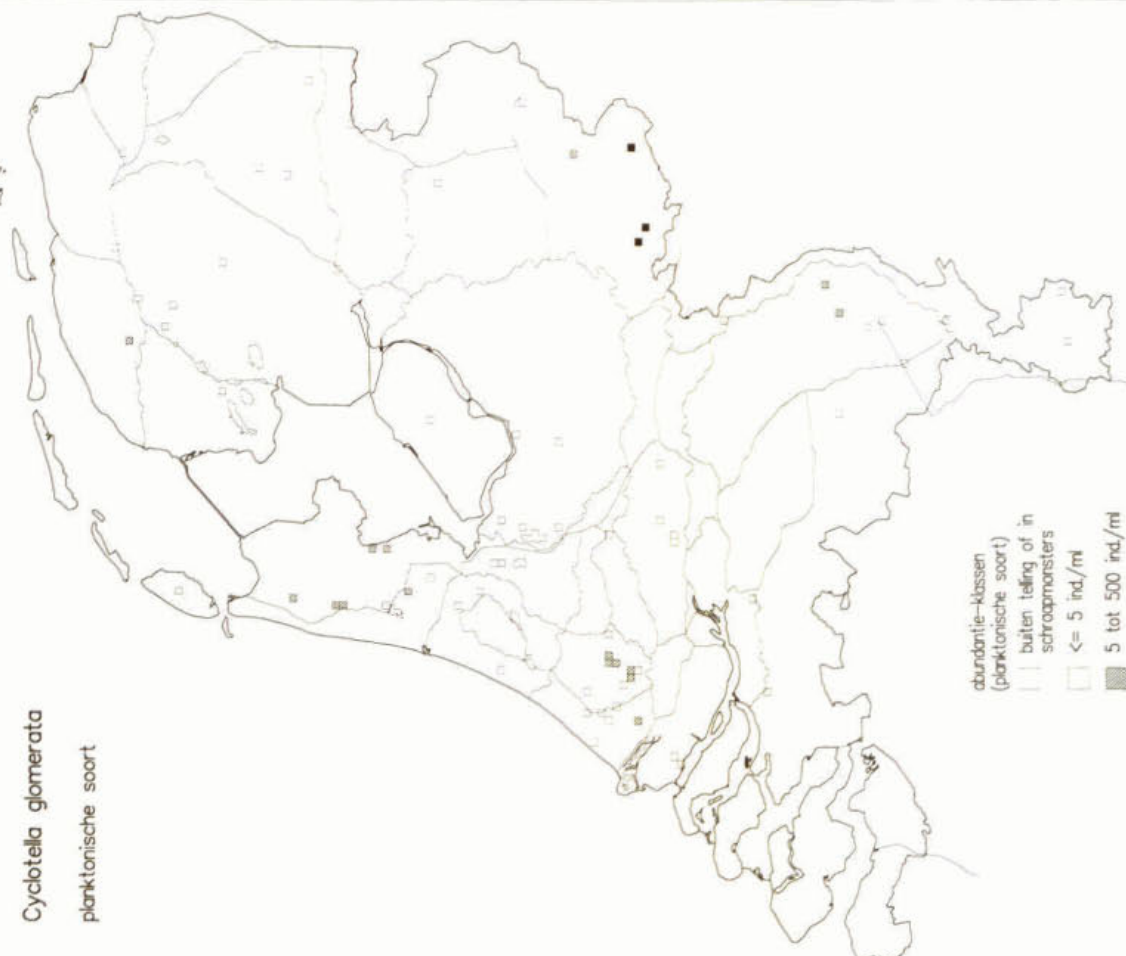 Cyclotella glomerata
planktonische soort
abundantie-klassen
(planktonische soort)
buiten telling of in
schraapmonsters
<= 5 ind./ml
5 tot 500 ind./ml